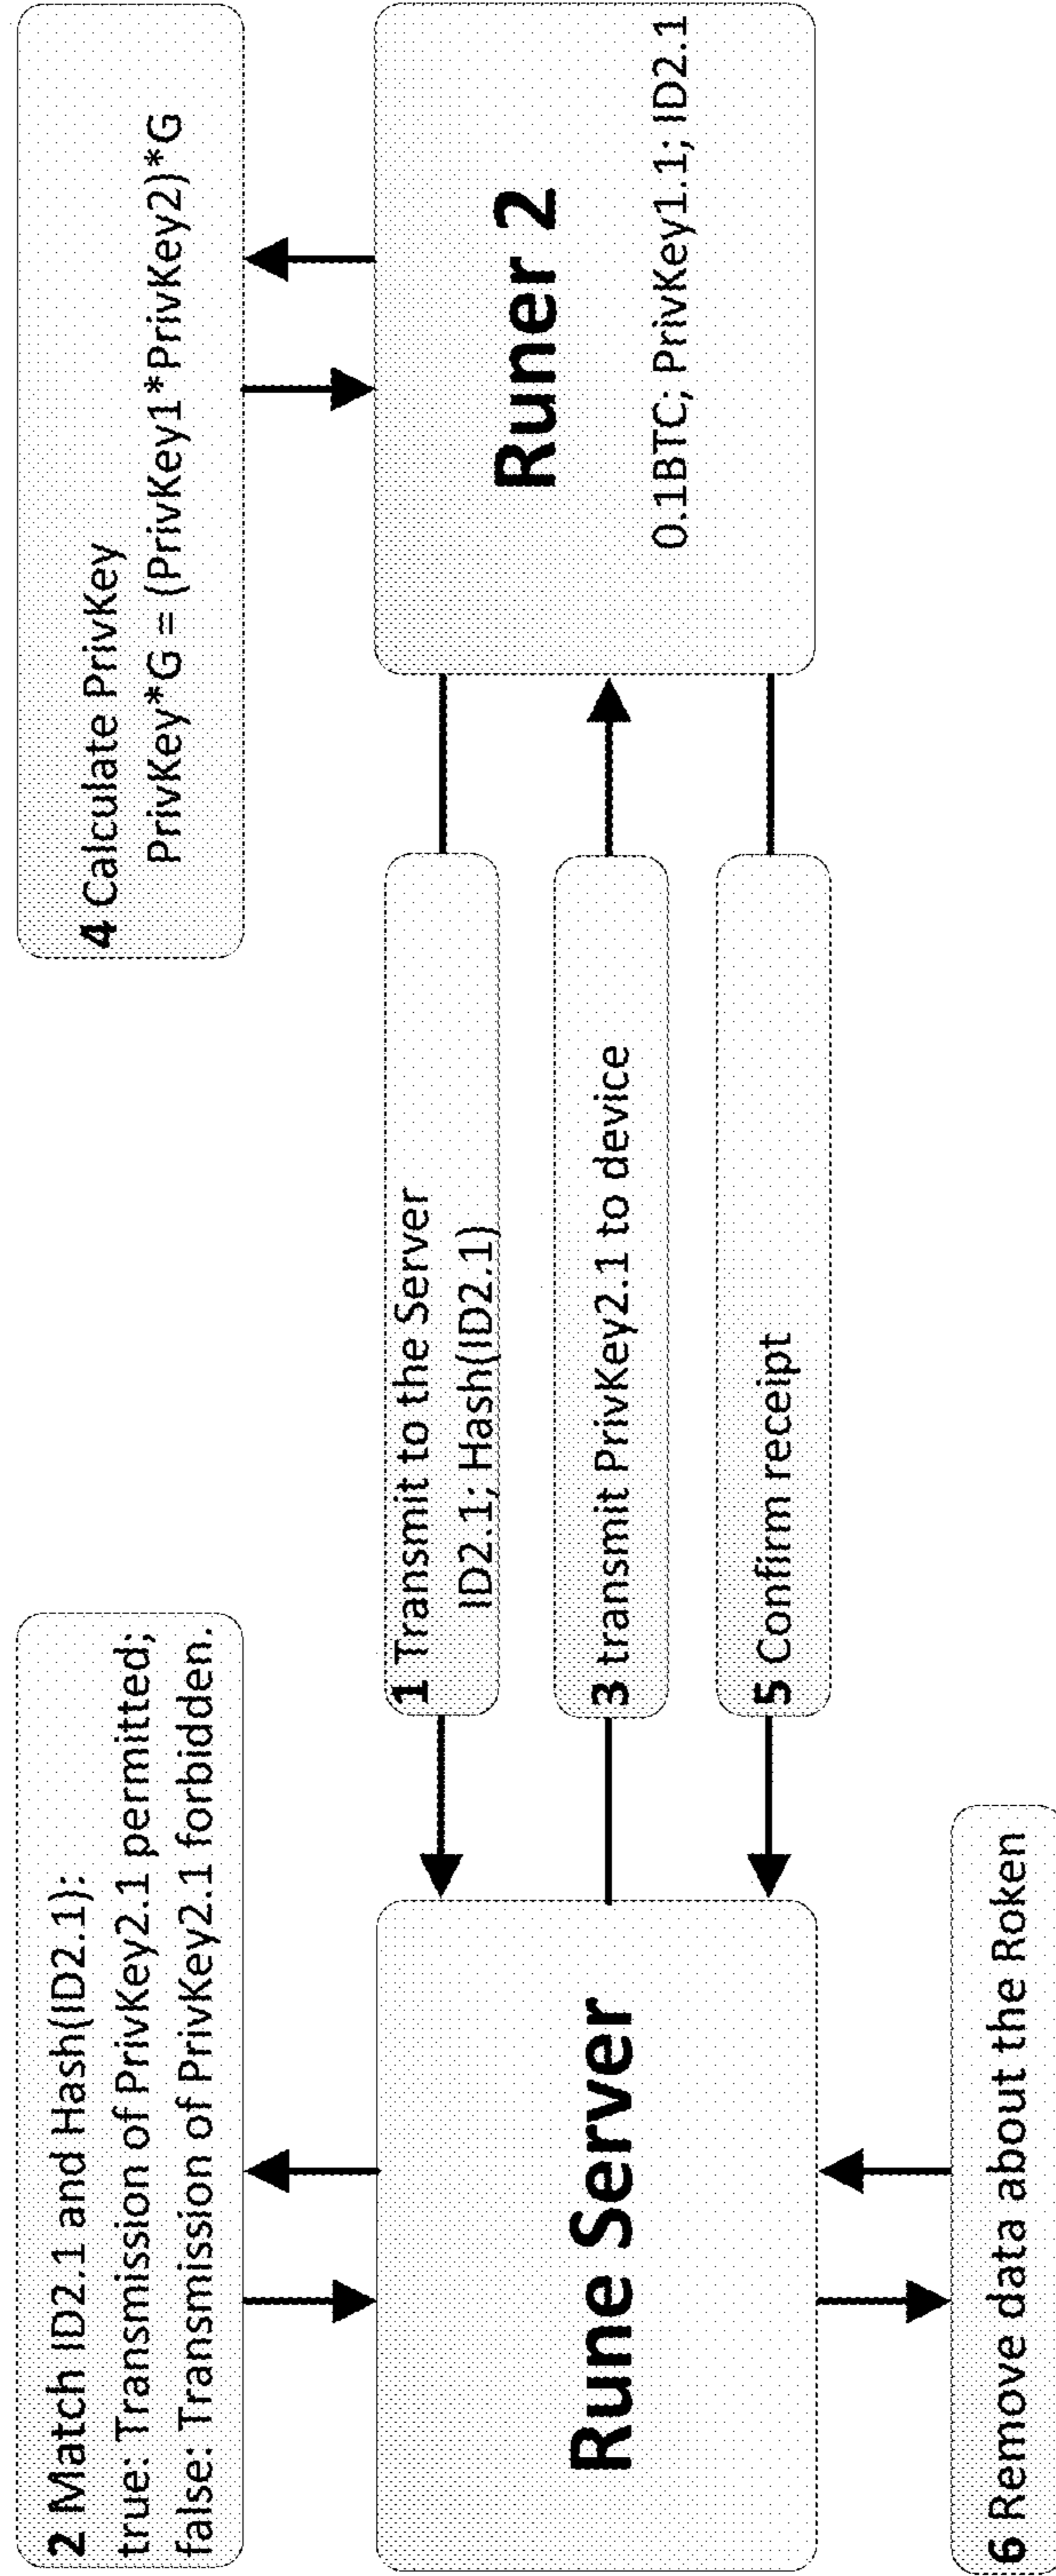 2 Match ID2.1 and Hash(ID2.1):
true: Transmission of PrivKey2.1 permitted;
false: Transmission of PrivKey2.1 forbidden.
4 Calculate PrivKey
PrivKey*G = (PrivKey1*PrivKey2)*G
Rune Server
1 Transmit to the Server
ID2.1; Hash(ID2.1)
3 transmit PrivKey2.1 to device
5 Confirm receipt
Runer 2
0.1BTC; PrivKey1.1; ID2.1
6 Remove data about the Roken